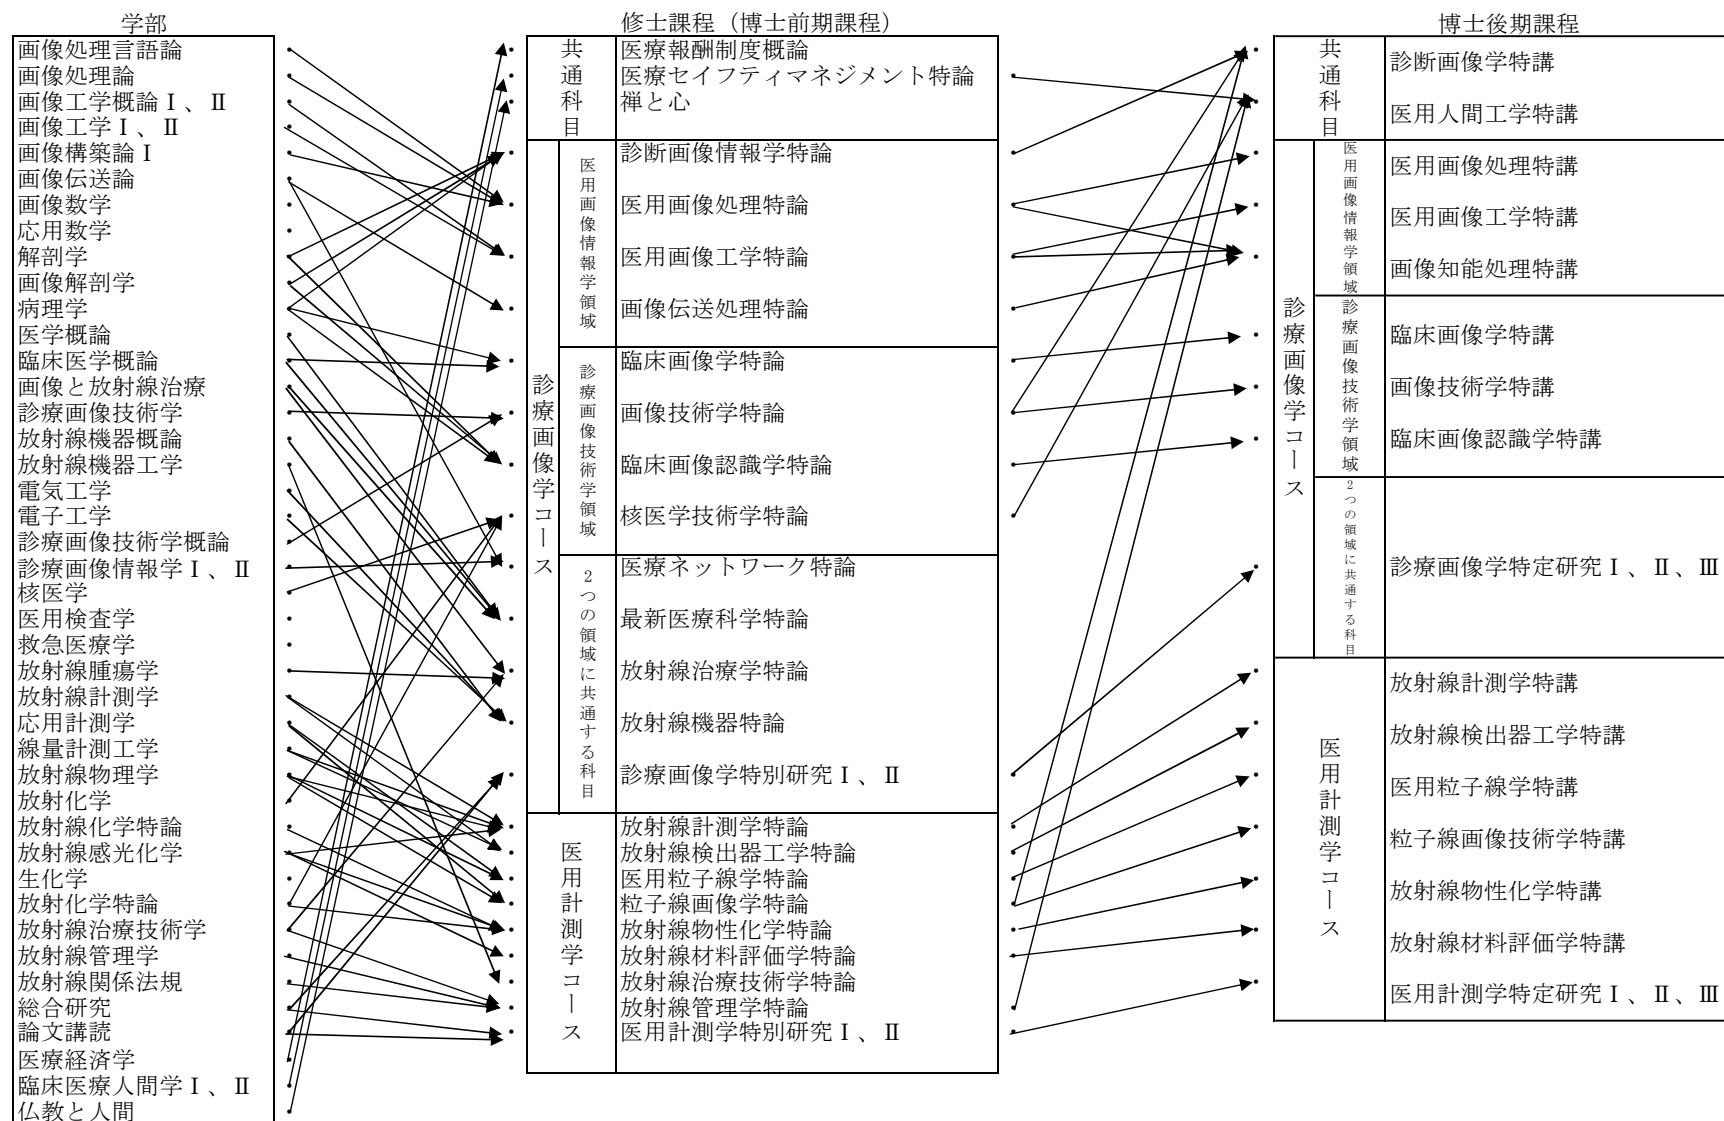 学部
画像処理言語論
画像処理論
画像工学概論Ⅰ、Ⅱ
画像工学Ⅰ、Ⅱ
画像構築論Ⅰ
画像伝送論
画像数学
応用数学
解剖学
画像解剖学
病理学
医学概論
臨床医学概論
画像と放射線治療
診療画像技術学
放射線機器概論
放射線機器工学
電気工学
電子工学
診療画像技術学概論
診療画像情報学Ⅰ、Ⅱ
核医学
医用検査学
救急医療学
放射線腫瘍学
放射線計測学
応用計測学
線量計測工学
放射線物理学
放射化学
放射線化学特論
放射線感光化学
生化学
放射化学特論
放射線治療技術学
放射線管理学
放射線関係法規
総合研究
論文講読
医療経済学
臨床医療人間学Ⅰ、Ⅱ
仏教と人間
修士課程（博士前期課程）
共通科目
医療報酬制度概論
医療セイフティマネジメント特論
禅と心
診療画像学コース
医用画像情報学領域
診断画像情報学特論
医用画像処理特論
医用画像工学特論
画像伝送処理特論
診療画像技術学領域
臨床画像学特論
画像技術学特論
臨床画像認識学特論
核医学技術学特論
2つの領域に共通する科目
医療ネットワーク特論
最新医療科学特論
放射線治療学特論
放射線機器特論
診療画像学特別研究Ⅰ、Ⅱ
医用計測学コース
放射線計測学特論
放射線検出器工学特論
医用粒子線学特論
粒子線画像学特論
放射線物性化学特論
放射線材料評価学特論
放射線治療技術学特論
放射線管理学特論
医用計測学特別研究Ⅰ、Ⅱ
博士後期課程
共通科目
診断画像学特講
医用人間工学特講
診療画像学コース
医用画像情報学領域
医用画像処理特講
医用画像工学特講
画像知能処理特講
診療画像技術学領域
臨床画像学特講
画像技術学特講
臨床画像認識学特講
2つの領域に共通する科目
診療画像学特定研究Ⅰ、Ⅱ、Ⅲ
医用計測学コース
放射線計測学特講
放射線検出器工学特講
医用粒子線学特講
粒子線画像技術学特講
放射線物性化学特講
放射線材料評価学特講
医用計測学特定研究Ⅰ、Ⅱ、Ⅲ